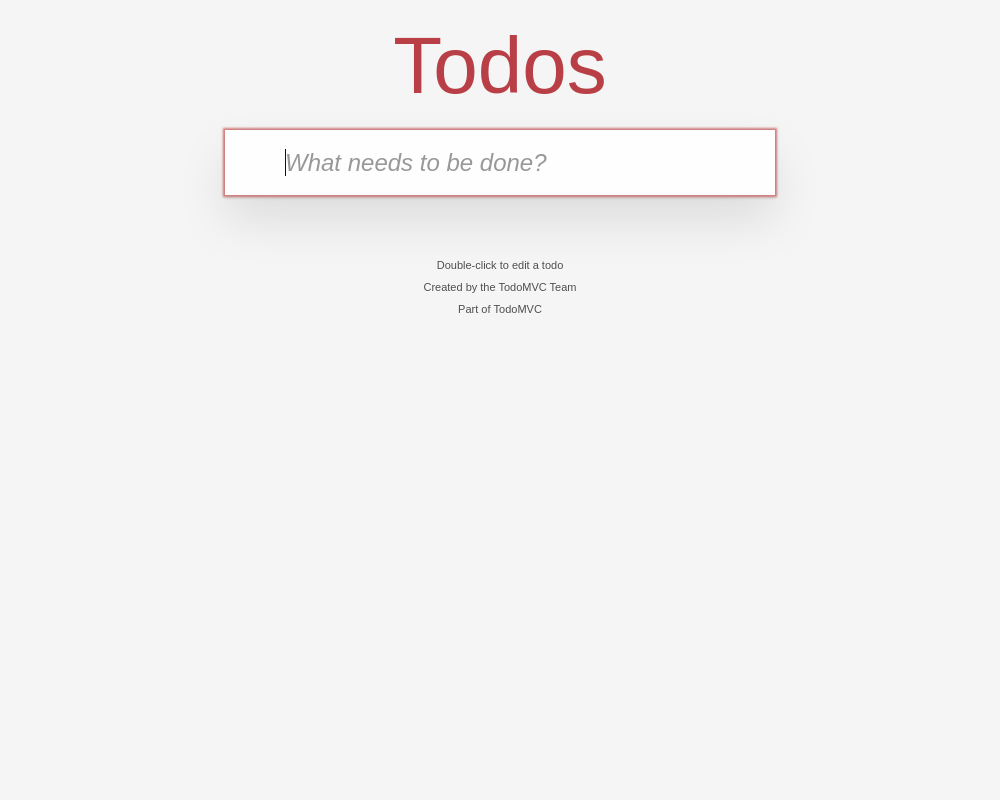 Todos
What needs to be done?
Double-click to edit a todo
Created by the TodoMVC Team
Part of TodoMVC